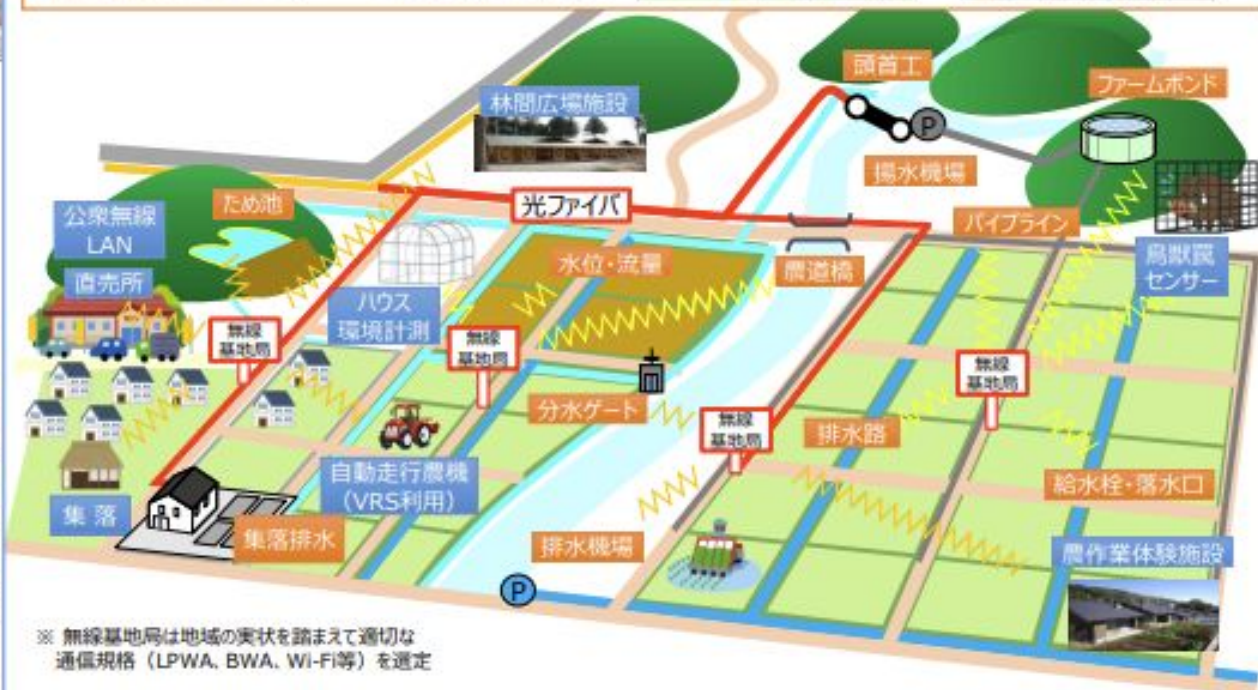 頭首工
ファームポンド
林間広場施設
P
揚水機場
ため池
光ファイバ
パイプライン
公衆無線
LAN
水位・流量
農道橋
鳥獣罠
センサー
直売所
ハウス
環境計測
無線
基地局
無線
基地局
無線
基地局
分水ゲート
無線
基地局
排水路
自動走行農機
(VRS利用)
給水栓・落水口
集落
集落排水
排水機場
農作業体験施設
P
※ 無線基地局は地域の実状を踏まえて適切な
通信規格（LPWA、BWA、Wi-Fi等）を選定